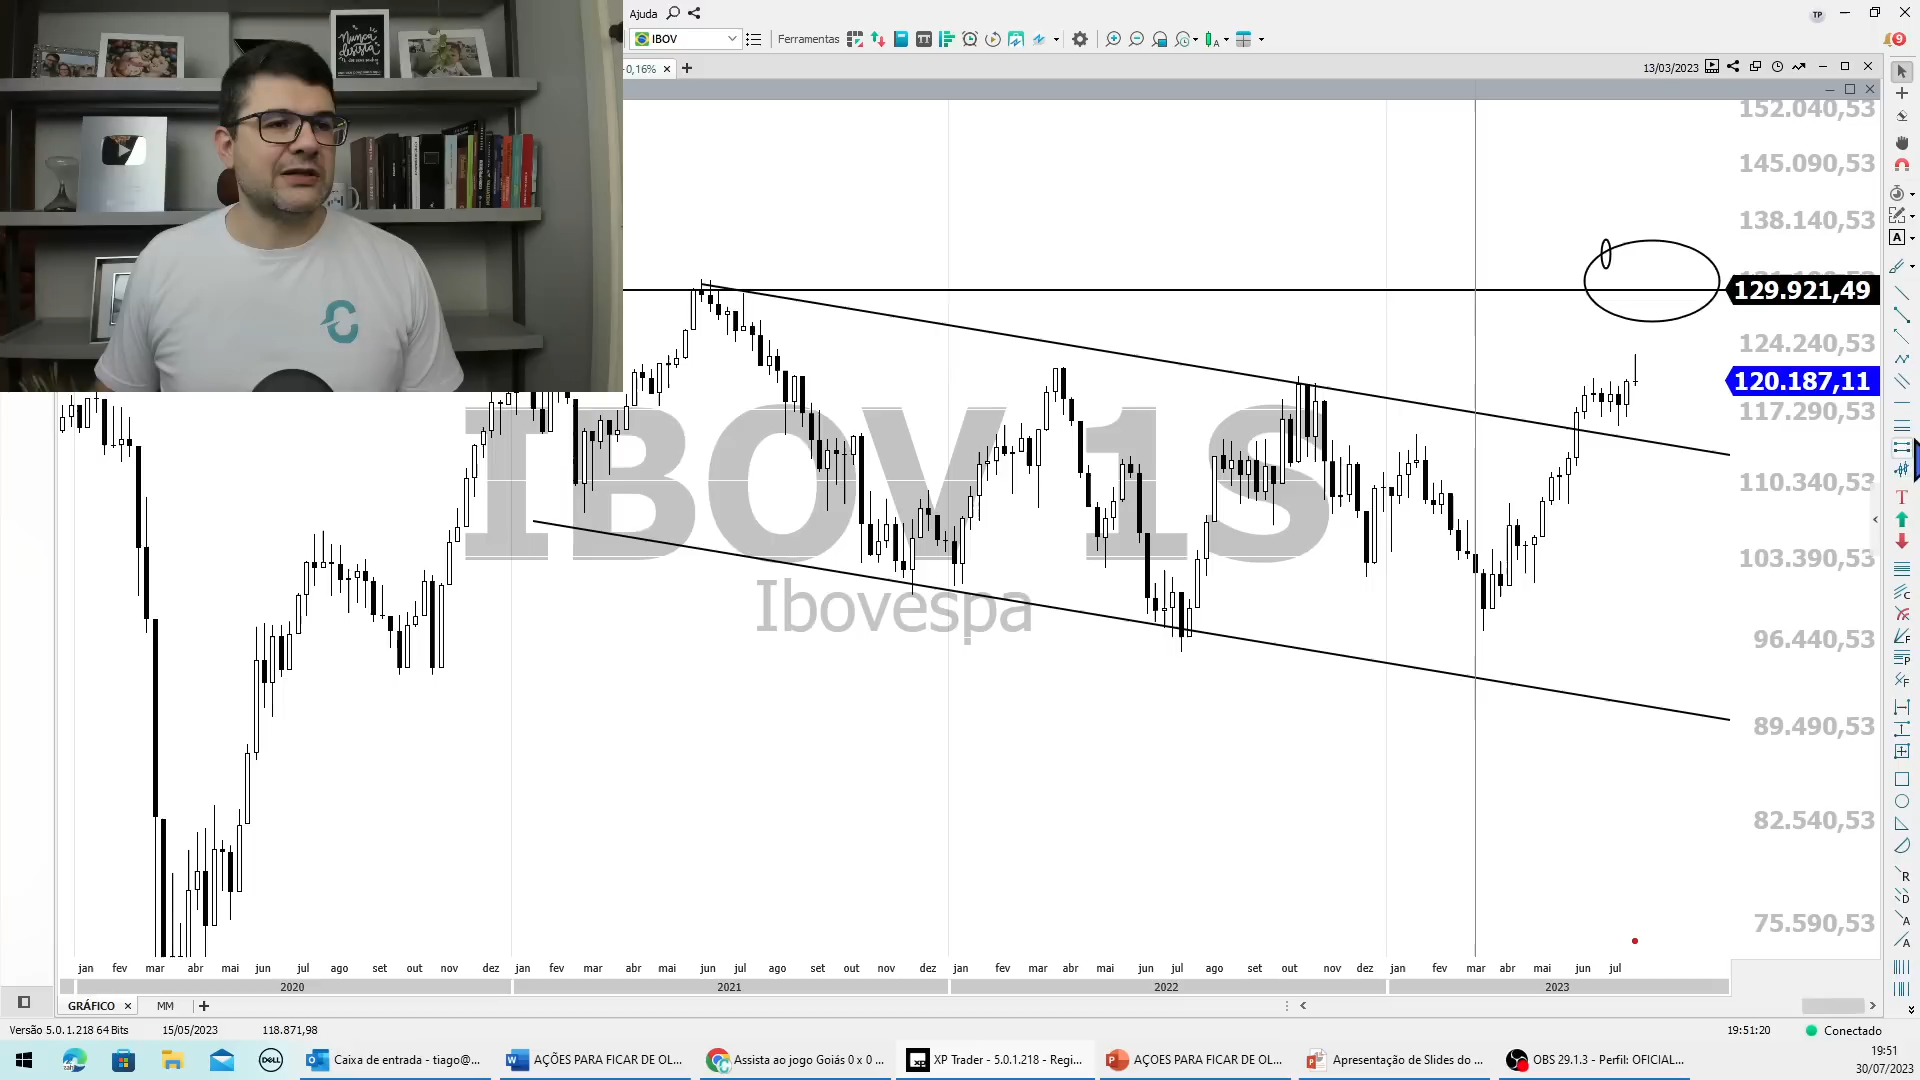 Nunca
desista
Ajuda
TP
IBOV
Ferramentas
9
0,16%
13/03/2023
152.040,53
145.090,53
138.140,53
129.921,49
124.240,53
120.187,11
117.290,53
110.340,53
103.390,53
96.440,53
89.490,53
82.540,53
75.590,53
IBOV 1S
Ibovespa
jan fev mar abr mai jun jul ago set out nov dez jan fev mar abr mai jun jul ago set out nov dez jan fev mar abr mai jun jul ago set out nov dez jan fev mar abr mai jun jul
2020 2021 2022 2023
GRÁFICO MM
Versão 5.0.1.218 64 Bits 15/05/2023 118.871,98 19:51:20 Conectado
DELL
Caixa de entrada - tiago@...
AÇÕES PARA FICAR DE OL...
Assista ao jogo Goiás 0 x 0 ...
XP Trader - 5.0.1.218 - Regi...
AÇOES PARA FICAR DE OL...
Apresentação de Slides do ...
OBS 29.1.3 - Perfil: OFICIAL...
19:51
30/07/2023